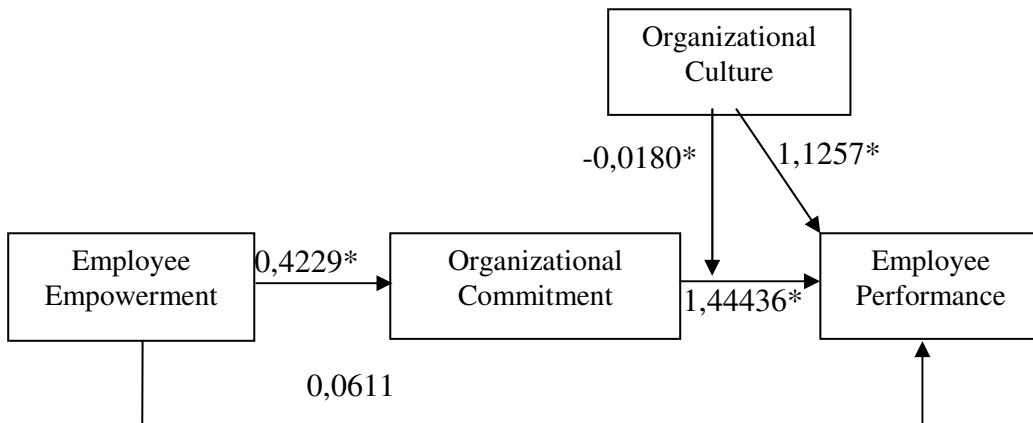 Organizational
Culture
-0,0180*
1,1257*
Employee
Empowerment
0,4229*
Organizational
Commitment
1,44436*
Employee
Performance
0,0611